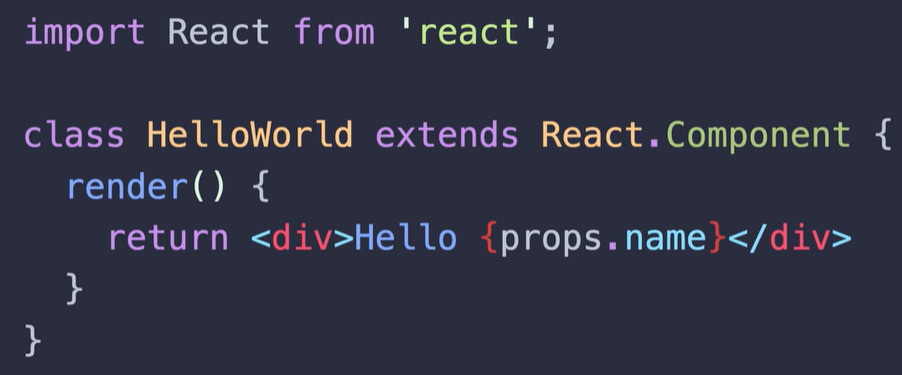 import React from 'react';

class HelloWorld extends React.Component {
  render() {
    return <div>Hello {props.name}</div>
  }
}